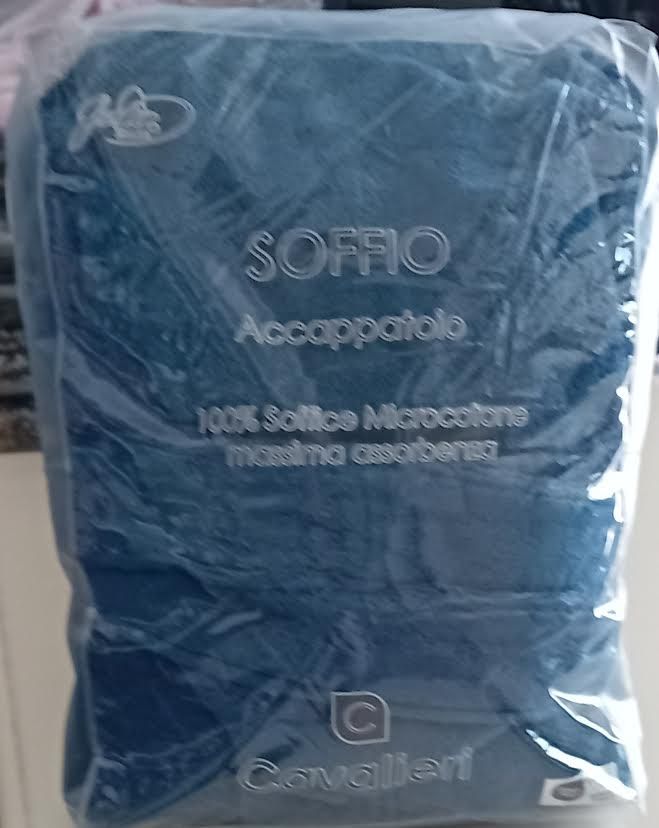 SOFFIO
Accappatoio
100% Soffice Microcotone
massima assorbenza
C
Cavalieri